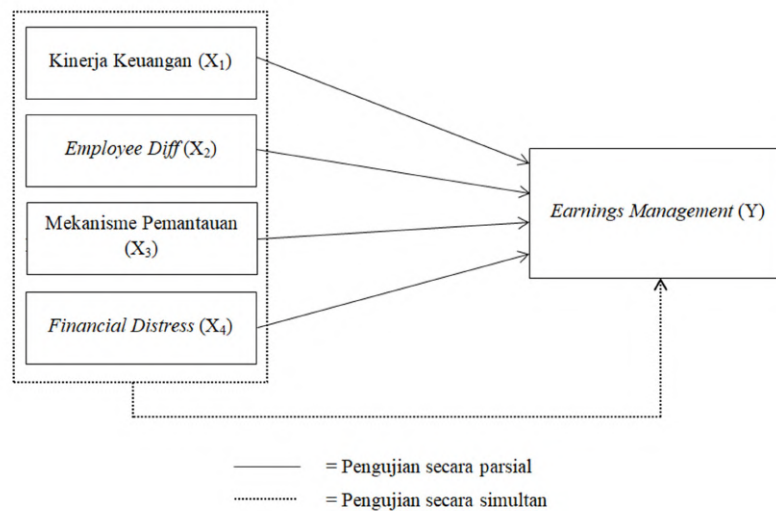 Kinerja Keuangan (X₁)
Employee Diff (X₂)
Mekanisme Pemantauan
(X₃)
Financial Distress (X₄)
Earnings Management (Y)
= Pengujian secara parsial
= Pengujian secara simultan